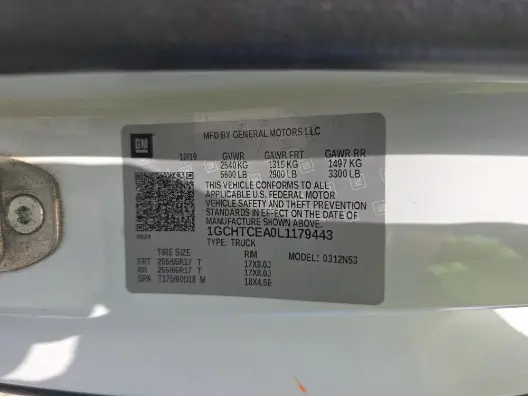 GM
MFD BY GENERAL MOTORS LLC
12/19 GVWR GAWR FRT GAWR RR
2540 KG 1315 KG 1497 KG
5600 LB 2900 LB 3300 LB
THIS VEHICLE CONFORMS TO ALL
APPLICABLE U.S. FEDERAL MOTOR
VEHICLE SAFETY AND THEFT PREVENTION
STANDARDS IN EFFECT ON THE DATE OF
MANUFACTURE SHOWN ABOVE.
1GCHTCEA0L1179443
TYPE: TRUCK
TIRE SIZE RIM MODEL: 0312N53
FRT 255/65R17 T 17X8.0J
RR 255/65R17 T 17X8.0J
SPA T175/90D18 M 18X4.5B